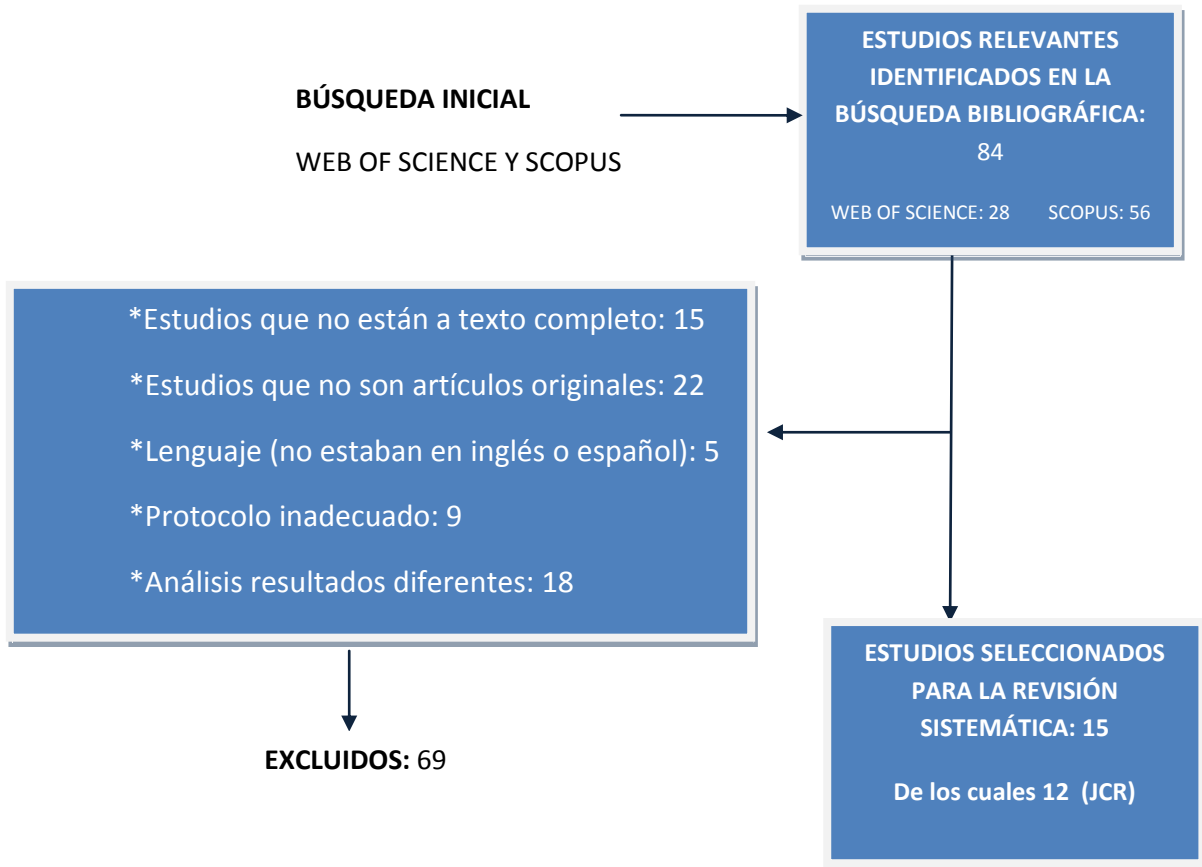 BÚSQUEDA INICIAL
WEB OF SCIENCE Y SCOPUS
ESTUDIOS RELEVANTES
IDENTIFICADOS EN LA
BÚSQUEDA BIBLIOGRÁFICA:
84
WEB OF SCIENCE: 28 SCOPUS: 56
*Estudios que no están a texto completo: 15
*Estudios que no son artículos originales: 22
*Lenguaje (no estaban en inglés o español): 5
*Protocolo inadecuado: 9
*Análisis resultados diferentes: 18
EXCLUIDOS: 69
ESTUDIOS SELECCIONADOS
PARA LA REVISIÓN
SISTEMÁTICA: 15
De los cuales 12 (JCR)